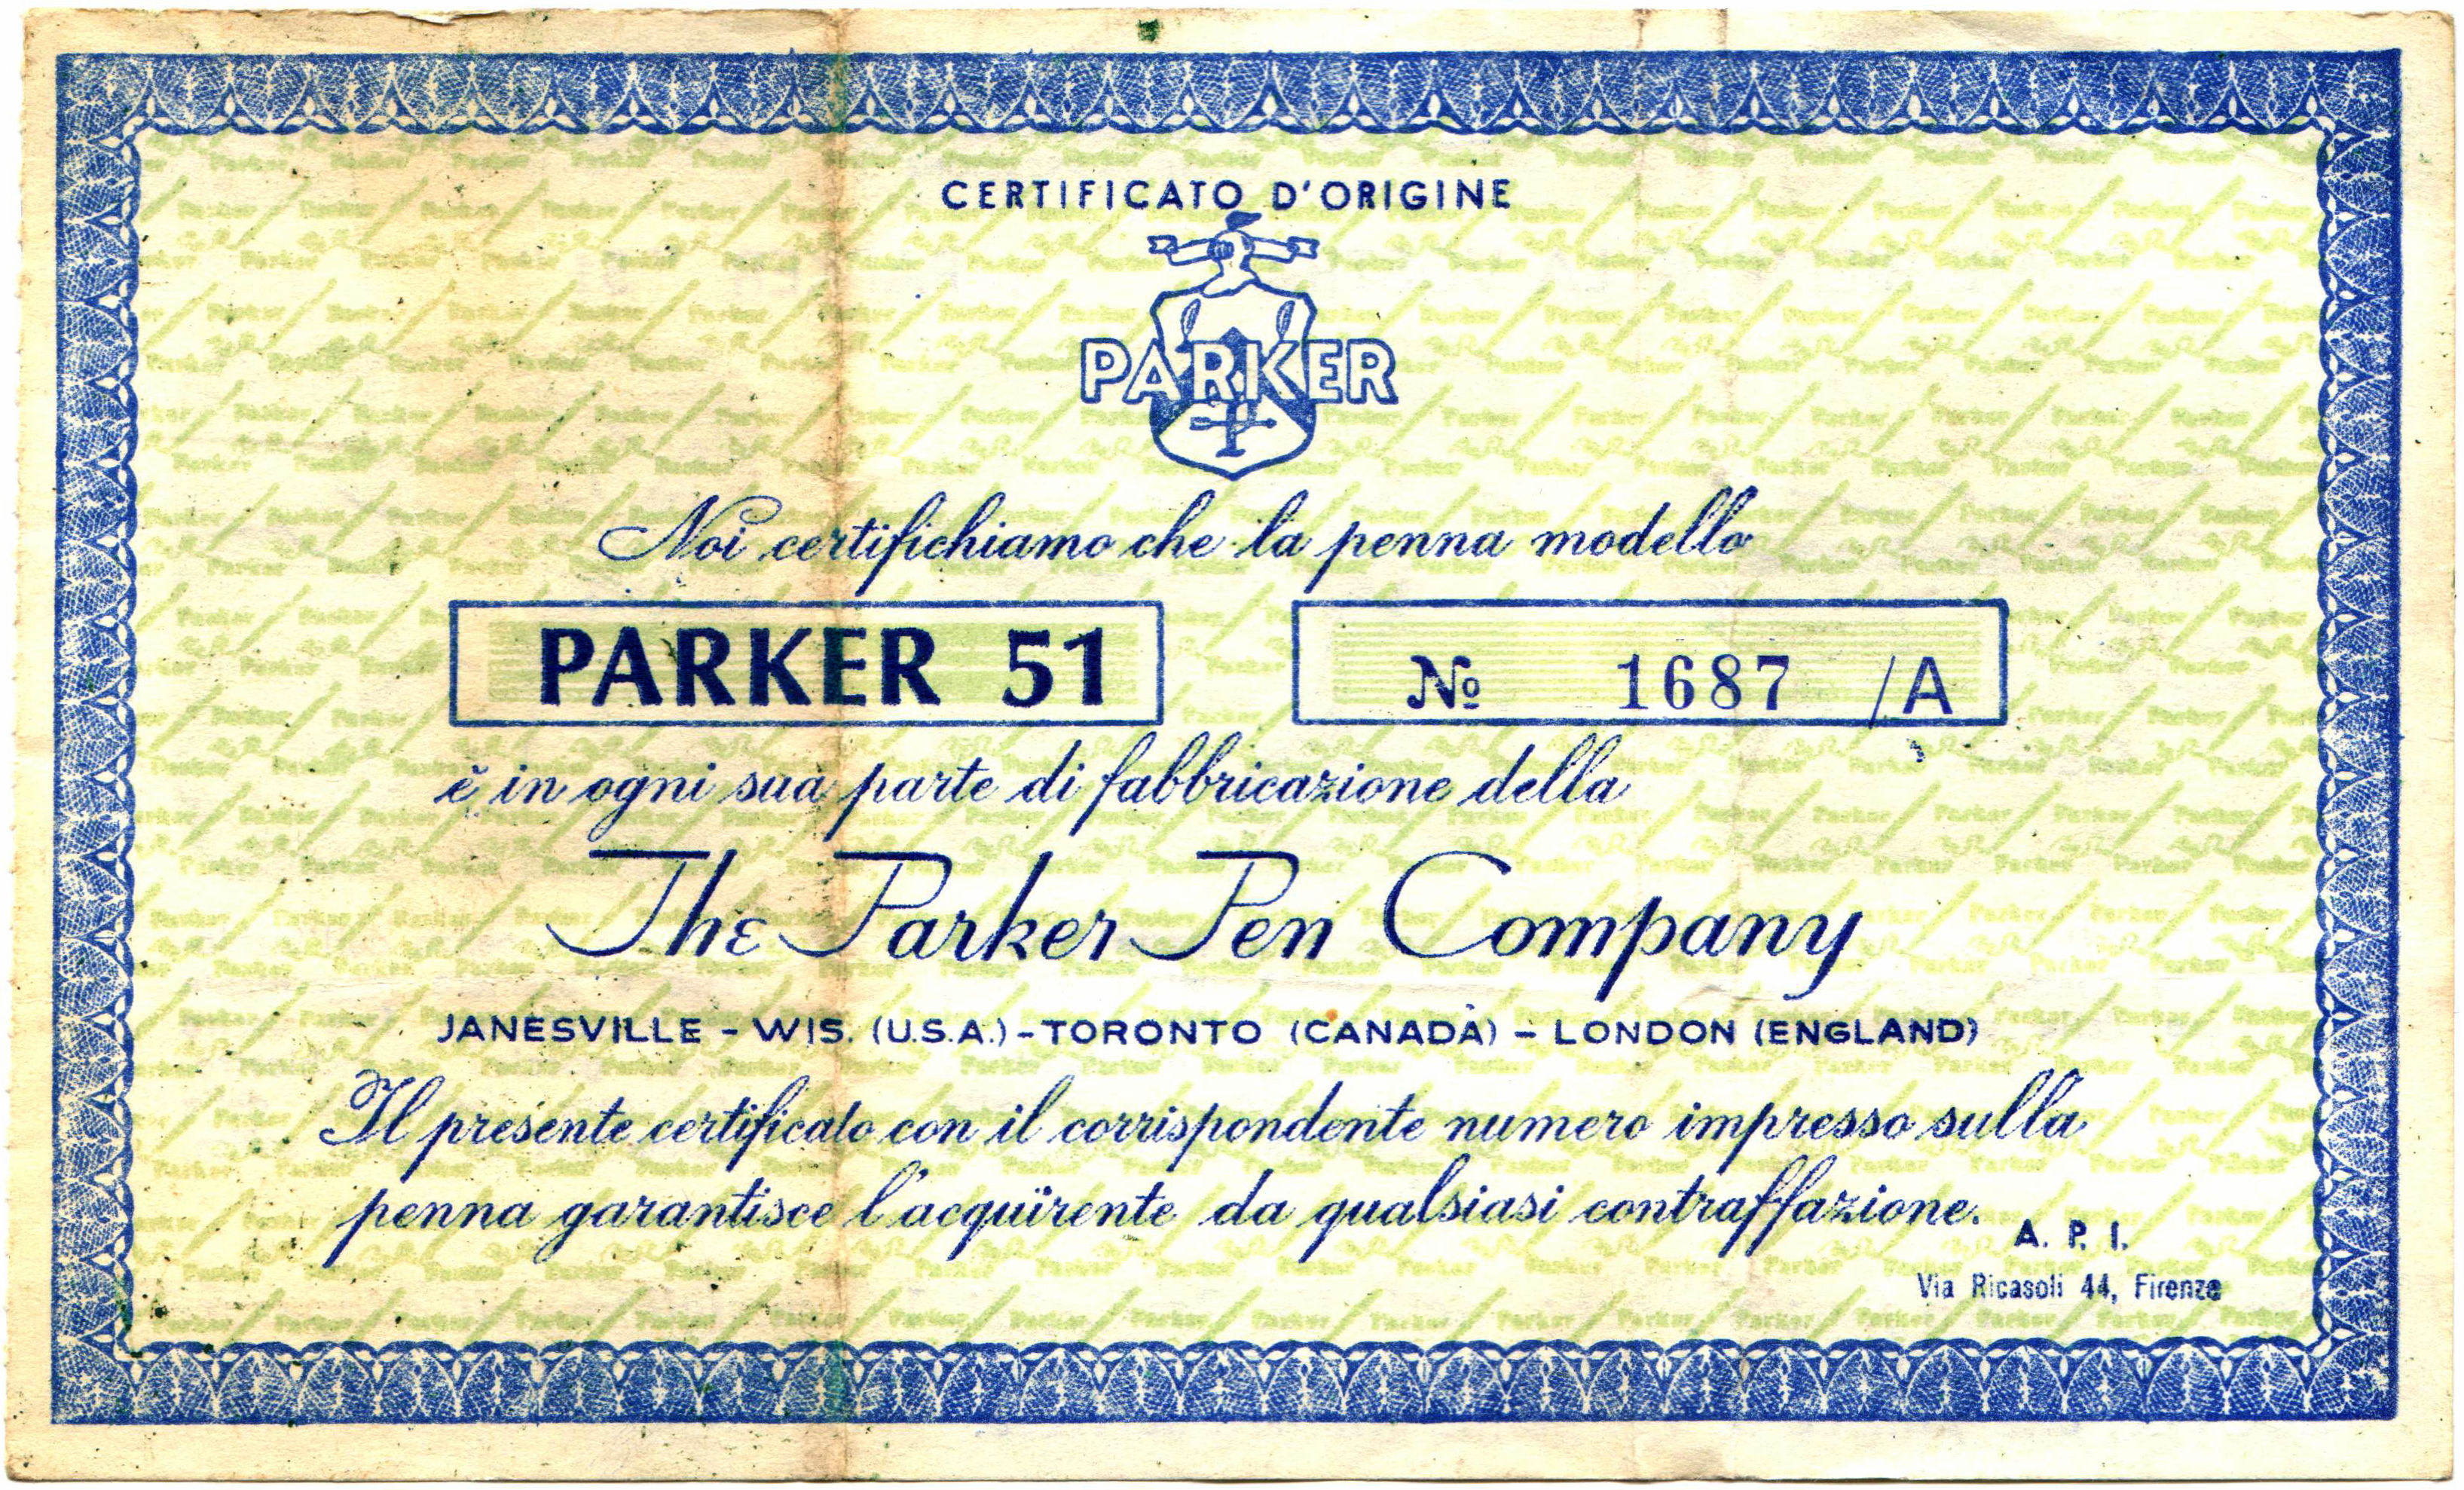 CERTIFICATO D'ORIGINE
PARKER
Noi certifichiamo che la penna modello
PARKER 51
No 1687 /A
è in ogni sua parte di fabbricazione della
The Parker Pen Company
JANESVILLE - WIS. (U.S.A.) - TORONTO (CANADÀ) - LONDON (ENGLAND)
Il presente certificato con il corrispondente numero impresso sulla
penna garantisce l'acquirente da qualsiasi contraffazione.
A. P. I.
Via Ricasoli 44, Firenze